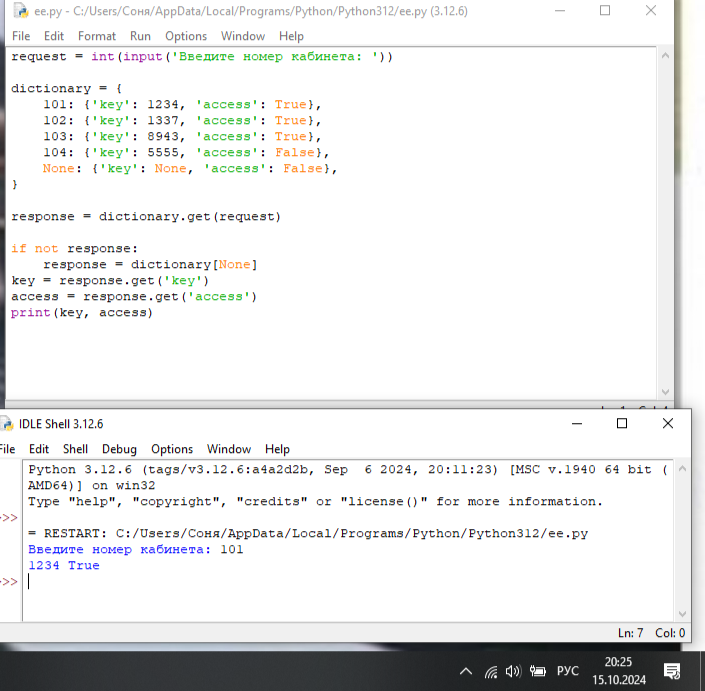 ee.py - C:/Users/Соня/AppData/Local/Programs/Python/Python312/ee.py (3.12.6)
File Edit Format Run Options Window Help
request = int(input('Введите номер кабинета: '))
dictionary = {
    101: {'key': 1234, 'access': True},
    102: {'key': 1337, 'access': True},
    103: {'key': 8943, 'access': True},
    104: {'key': 5555, 'access': False},
    None: {'key': None, 'access': False},
}
response = dictionary.get(request)
if not response:
    response = dictionary[None]
key = response.get('key')
access = response.get('access')
print(key, access)
IDLE Shell 3.12.6
File Edit Shell Debug Options Window Help
Python 3.12.6 (tags/v3.12.6:a4a2d2b, Sep  6 2024, 20:11:23) [MSC v.1940 64 bit (
AMD64)] on win32
Type "help", "copyright", "credits" or "license()" for more information.
>>>
= RESTART: C:/Users/Соня/AppData/Local/Programs/Python/Python312/ee.py
Введите номер кабинета: 101
1234 True
>>>
Ln: 7 Col: 0
РУС
20:25
15.10.2024